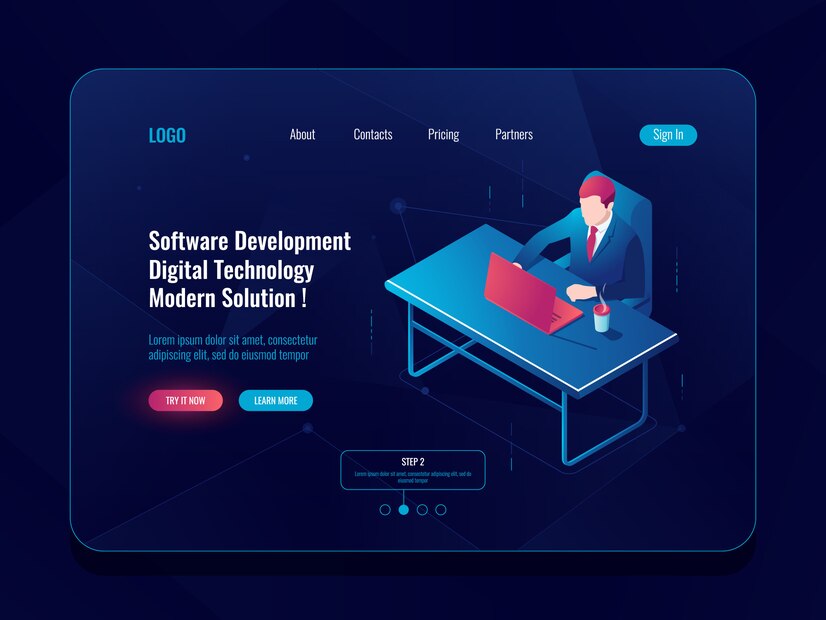 LOGO
About
Contacts
Pricing
Partners
Sign In
Software Development
Digital Technology
Modern Solution !
Lorem ipsum dolor sit amet, consectetur
adipiscing elit, sed do eiusmod tempor
TRY IT NOW
LEARN MORE
STEP 2
Lorem ipsum dolor sit amet, consectetur adipiscing elit, sed do
eiusmod tempor